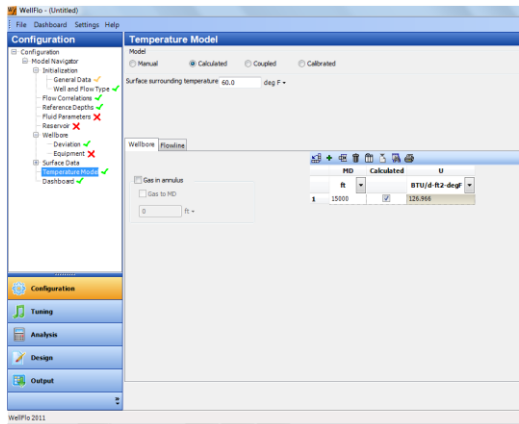 WellFlo - (Untitled)
File Dashboard Settings Help
Configuration
Configuration
Model Navigator
Initialization
General Data
Well and Flow Type
Flow Correlations
Reference Depths
Fluid Parameters
Reservoir
Wellbore
Deviation
Equipment
Surface Data
Temperature Model
Dashboard
Configuration
Tuning
Analysis
Design
Output
Temperature Model
Model
Manual Calculated Coupled Calibrated
Surface surrounding temperature 60.0 deg F
Wellbore Flowline
Gas in annulus
Gas to MD
0 ft
MD Calculated U
ft BTU/d-ft2-degF
1 15000 126.966
WellFlo 2011